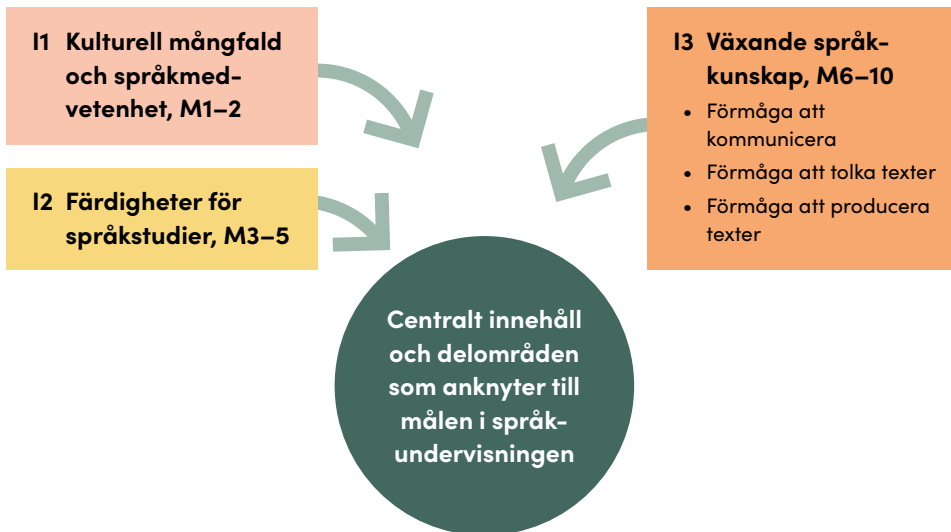 I1 Kulturell mångfald
och språkmed-
vetenhet, M1–2
I2 Färdigheter för
språkstudier, M3–5
I3 Växande språk-
kunskap, M6–10
• Förmåga att
kommunicera
• Förmåga att tolka texter
• Förmåga att producera
texter
Centralt innehåll
och delområden
som anknyter till
målen i språk-
undervisningen